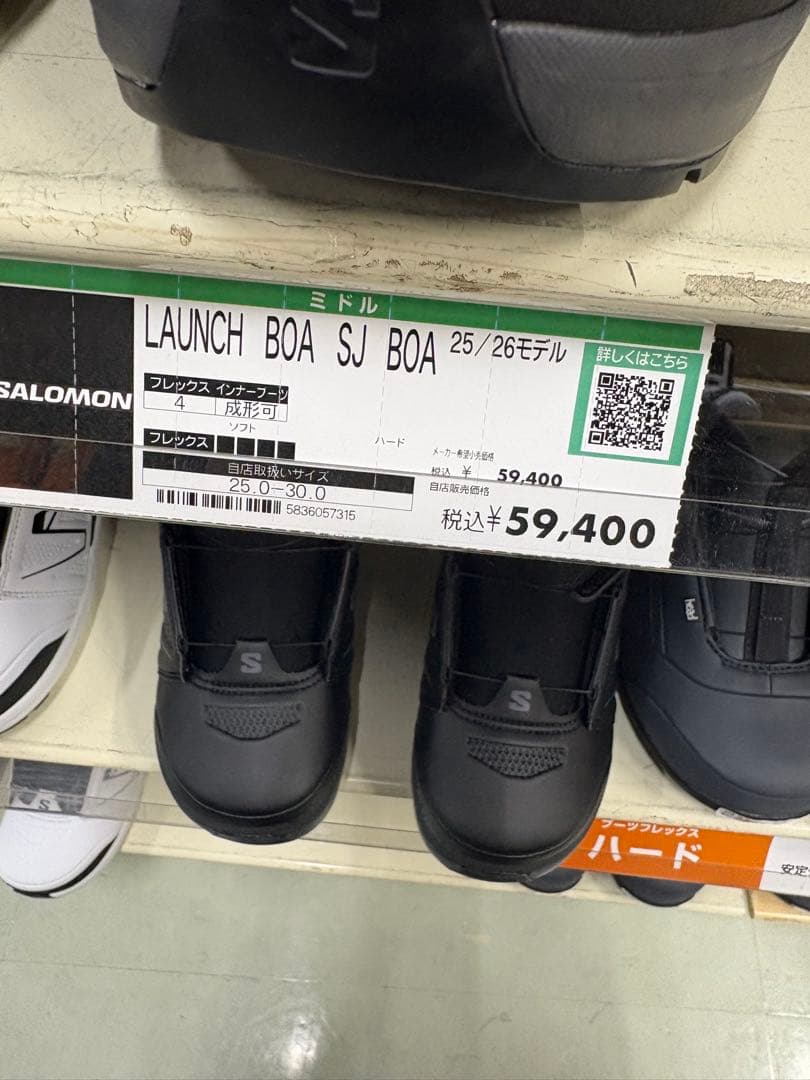 ミドル
SALOMON
LAUNCH BOA SJ BOA 25/26モデル
フレックス インナーブーツ
4 成形可
ソフト ハード
フレックス
自店取扱いサイズ
25.0-30.0
5836057315
詳しくはこちら
メーカー希望小売価格
税込 ¥ 59,400
自店販売価格
税込¥59,400
S
S
head
S
ブーツフレックス
ハード
安定